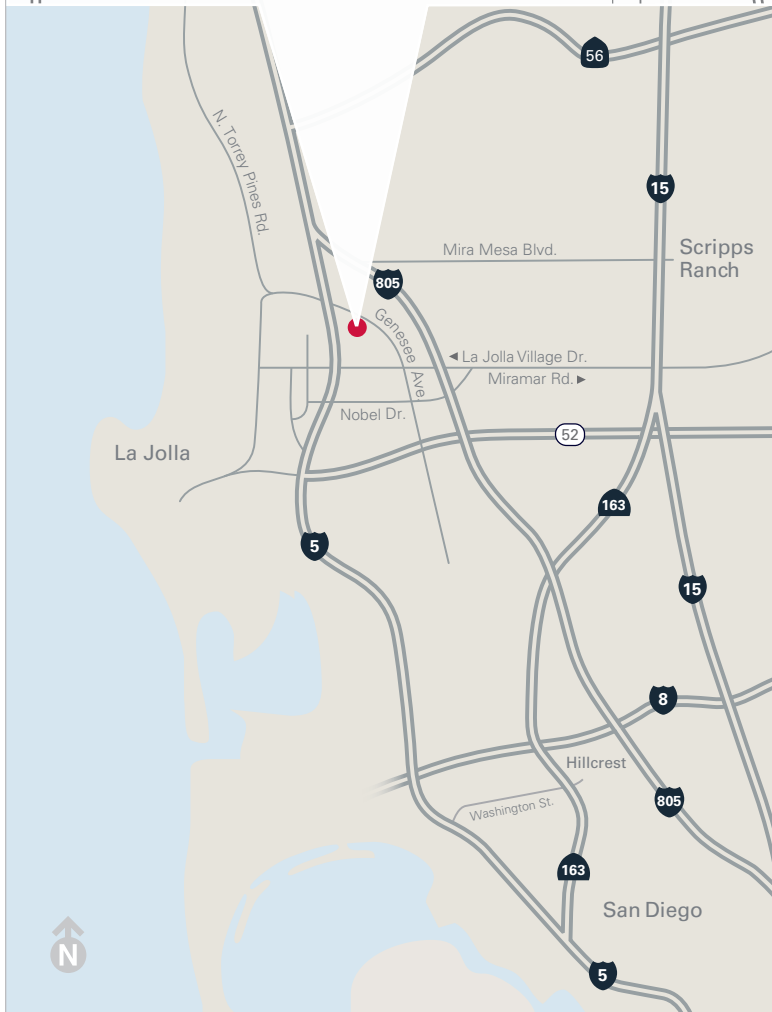 56
N. Torrey Pines Rd.
15
Mira Mesa Blvd.
Scripps
Ranch
805
Genesee Ave.
◄ La Jolla Village Dr.
Miramar Rd. ►
Nobel Dr.
52
La Jolla
163
5
15
8
Hillcrest
805
Washington St.
163
San Diego
N
5